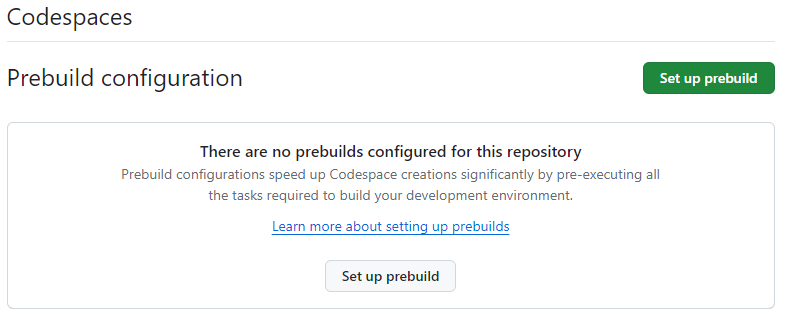 Codespaces
Prebuild configuration
Set up prebuild
There are no prebuilds configured for this repository
Prebuild configurations speed up Codespace creations significantly by pre-executing all
the tasks required to build your development environment.
Learn more about setting up prebuilds
Set up prebuild